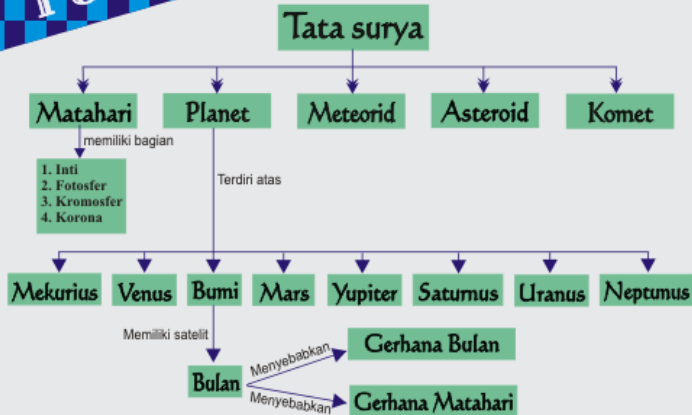 Tata surya
Matahari
Planet
Meteorid
Asteroid
Komet
memiliki bagian
1. Inti
2. Fotosfer
3. Kromosfer
4. Korona
Terdiri atas
Mekurius
Venus
Bumi
Mars
Yupiter
Saturnus
Uranus
Neptunus
Memiliki satelit
Bulan
Menyebabkan
Gerhana Bulan
Menyebabkan
Gerhana Matahari